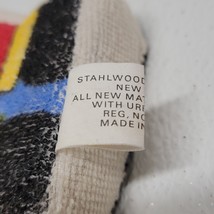 STAHLWOOD
NEW
ALL NEW MAT
WITH UR
REG. NO
MADE IN